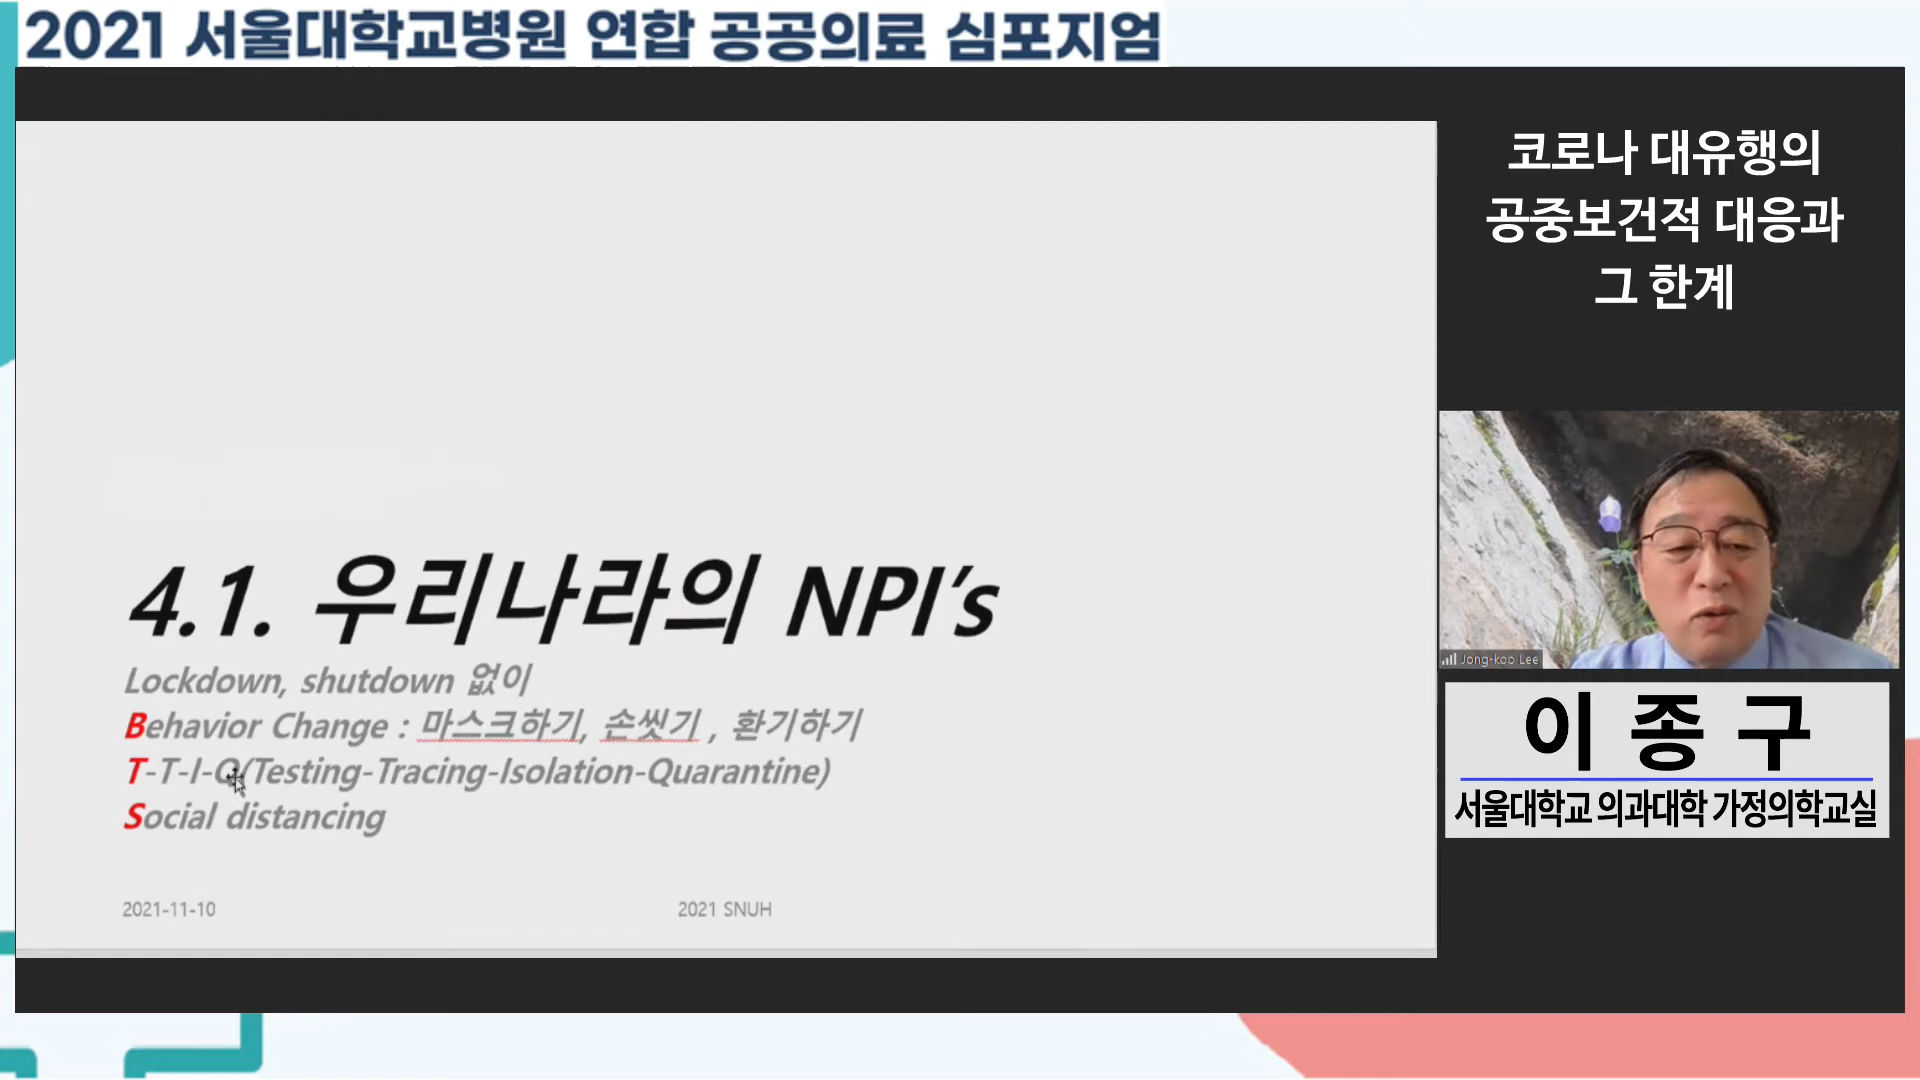 2021 서울대학교병원 연합 공공의료 심포지엄
코로나 대유행의
공중보건적 대응과
그 한계
4.1. 우리나라의 NPI's
Lockdown, shutdown 없이
Behavior Change : 마스크하기, 손씻기 , 환기하기
T-T-I-Q(Testing-Tracing-Isolation-Quarantine)
Social distancing
2021-11-10
2021 SNUH
Jong-koo Lee
이 종 구
서울대학교 의과대학 가정의학교실